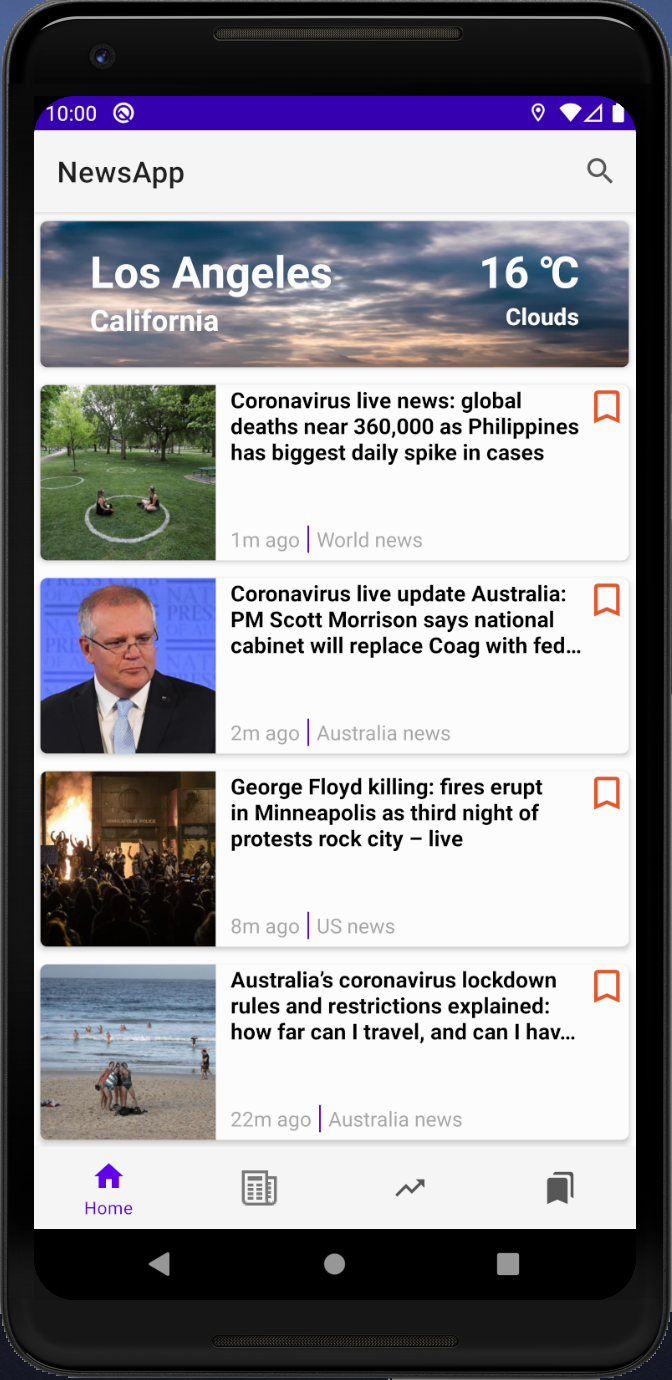 10:00
NewsApp
Los Angeles
16 °C
California
Clouds
Coronavirus live news: global
deaths near 360,000 as Philippines
has biggest daily spike in cases
1m ago | World news
Coronavirus live update Australia:
PM Scott Morrison says national
cabinet will replace Coag with fed…
2m ago | Australia news
George Floyd killing: fires erupt
in Minneapolis as third night of
protests rock city – live
8m ago | US news
Australia’s coronavirus lockdown
rules and restrictions explained:
how far can I travel, and can I hav…
22m ago | Australia news
Home